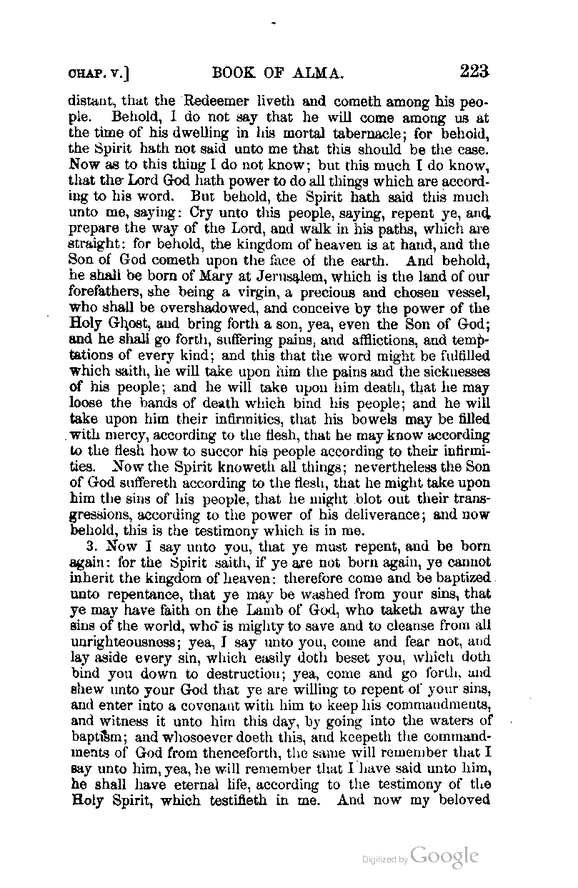 CHAP. V.] BOOK OF ALMA. 223
distant, that the Redeemer liveth and cometh among his peo-
ple. Behold, I do not say that he will come among us at
the time of his dwelling in his mortal tabernacle; for behold,
the Spirit hath not said unto me that this should be the case.
Now as to this thing I do not know; but this much I do know,
that the Lord God hath power to do all things which are accord-
ing to his word. But behold, the Spirit hath said this much
unto me, saying: Cry unto this people, saying, repent ye, and
prepare the way of the Lord, and walk in his paths, which are
straight: for behold, the kingdom of heaven is at hand, and the
Son of God cometh upon the face of the earth. And behold,
he shall be born of Mary at Jerusalem, which is the land of our
forefathers, she being a virgin, a precious and chosen vessel,
who shall be overshadowed, and conceive by the power of the
Holy Ghost, and bring forth a son, yea, even the Son of God;
and he shall go forth, suffering pains, and afflictions, and temp-
tations of every kind; and this that the word might be fulfilled
which saith, he will take upon him the pains and the sicknesses
of his people; and he will take upon him death, that he may
loose the bands of death which bind his people; and he will
take upon him their infirmities, that his bowels may be filled
with mercy, according to the flesh, that he may know according
to the flesh how to succor his people according to their infirmi-
ties. Now the Spirit knoweth all things; nevertheless the Son
of God suffereth according to the flesh, that he might take upon
him the sins of his people, that he might blot out their trans-
gressions, according to the power of his deliverance; and now
behold, this is the testimony which is in me.
3. Now I say unto you, that ye must repent, and be born
again: for the Spirit saith, if ye are not born again, ye cannot
inherit the kingdom of heaven: therefore come and be baptized
unto repentance, that ye may be washed from your sins, that
ye may have faith on the Lamb of God, who taketh away the
sins of the world, who is mighty to save and to cleanse from all
unrighteousness; yea, I say unto you, come and fear not, and
lay aside every sin, which easily doth beset you, which doth
bind you down to destruction; yea, come and go forth, and
shew unto your God that ye are willing to repent of your sins,
and enter into a covenant with him to keep his commandments,
and witness it unto him this day, by going into the waters of
baptism; and whosoever doeth this, and keepeth the command-
ments of God from thenceforth, the same will remember that I
say unto him, yea, he will remember that I have said unto him,
he shall have eternal life, according to the testimony of the
Holy Spirit, which testifieth in me. And now my beloved
Digitized by Google